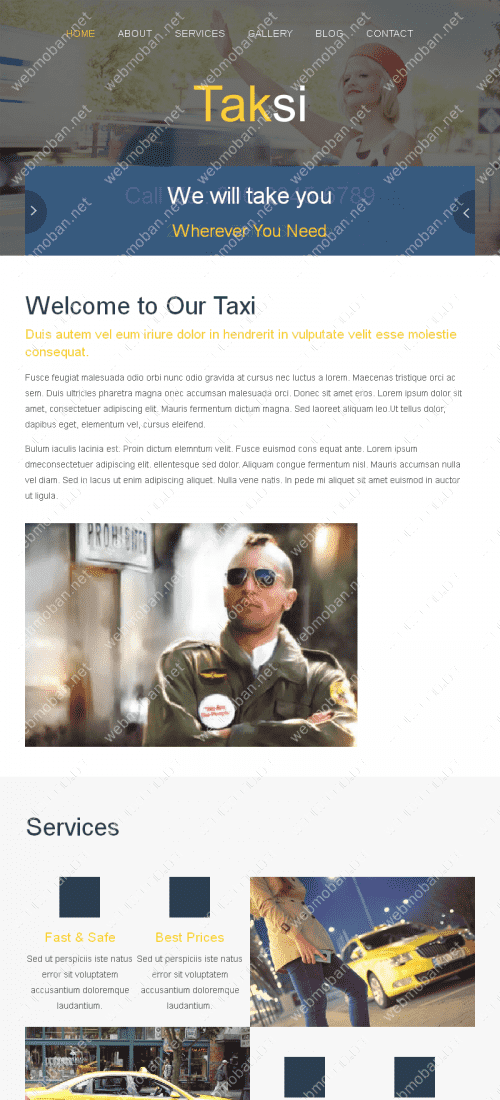 HOME ABOUT SERVICES GALLERY BLOG CONTACT
Taksi
We will take you
Wherever You Need
Welcome to Our Taxi
Duis autem vel eum iriure dolor in hendrerit in vulputate velit esse molestie
consequat.
Fusce feugiat malesuada odio orbi nunc odio gravida at cursus nec luctus a lorem. Maecenas tristique orci ac
sem. Duis ultricies pharetra magna onec accumsan malesuada orci. Donec sit amet eros. Lorem ipsum dolor sit
amet, consectetuer adipiscing elit. Mauris fermentum dictum magna. Sed laoreet aliquam leo Ut tellus dolor,
dapibus eget, elementum vel, cursus eleifend.
Bulum iaculis lacinia est. Proin dictum elemntum velit. Fusce euismod cons equat ante. Lorem ipsum
dmeconsectetuer adipiscing elit. ellentesque sed dolor. Aliquam congue fermentum nisl. Mauris accumsan nulla
vel diam. Sed in lacus ut enim adipiscing aliquet. Nulla vene natis. In pede mi aliquet sit amet euismod in auctor
ut ligula.
PROHIBITED
Services
Fast & Safe
Sed ut perspiciis iste natus
error sit voluptatem
accusantium doloremque
laudantium.
Best Prices
Sed ut perspiciis iste natus
error sit voluptatem
accusantium doloremque
laudantium.
webmoban.net